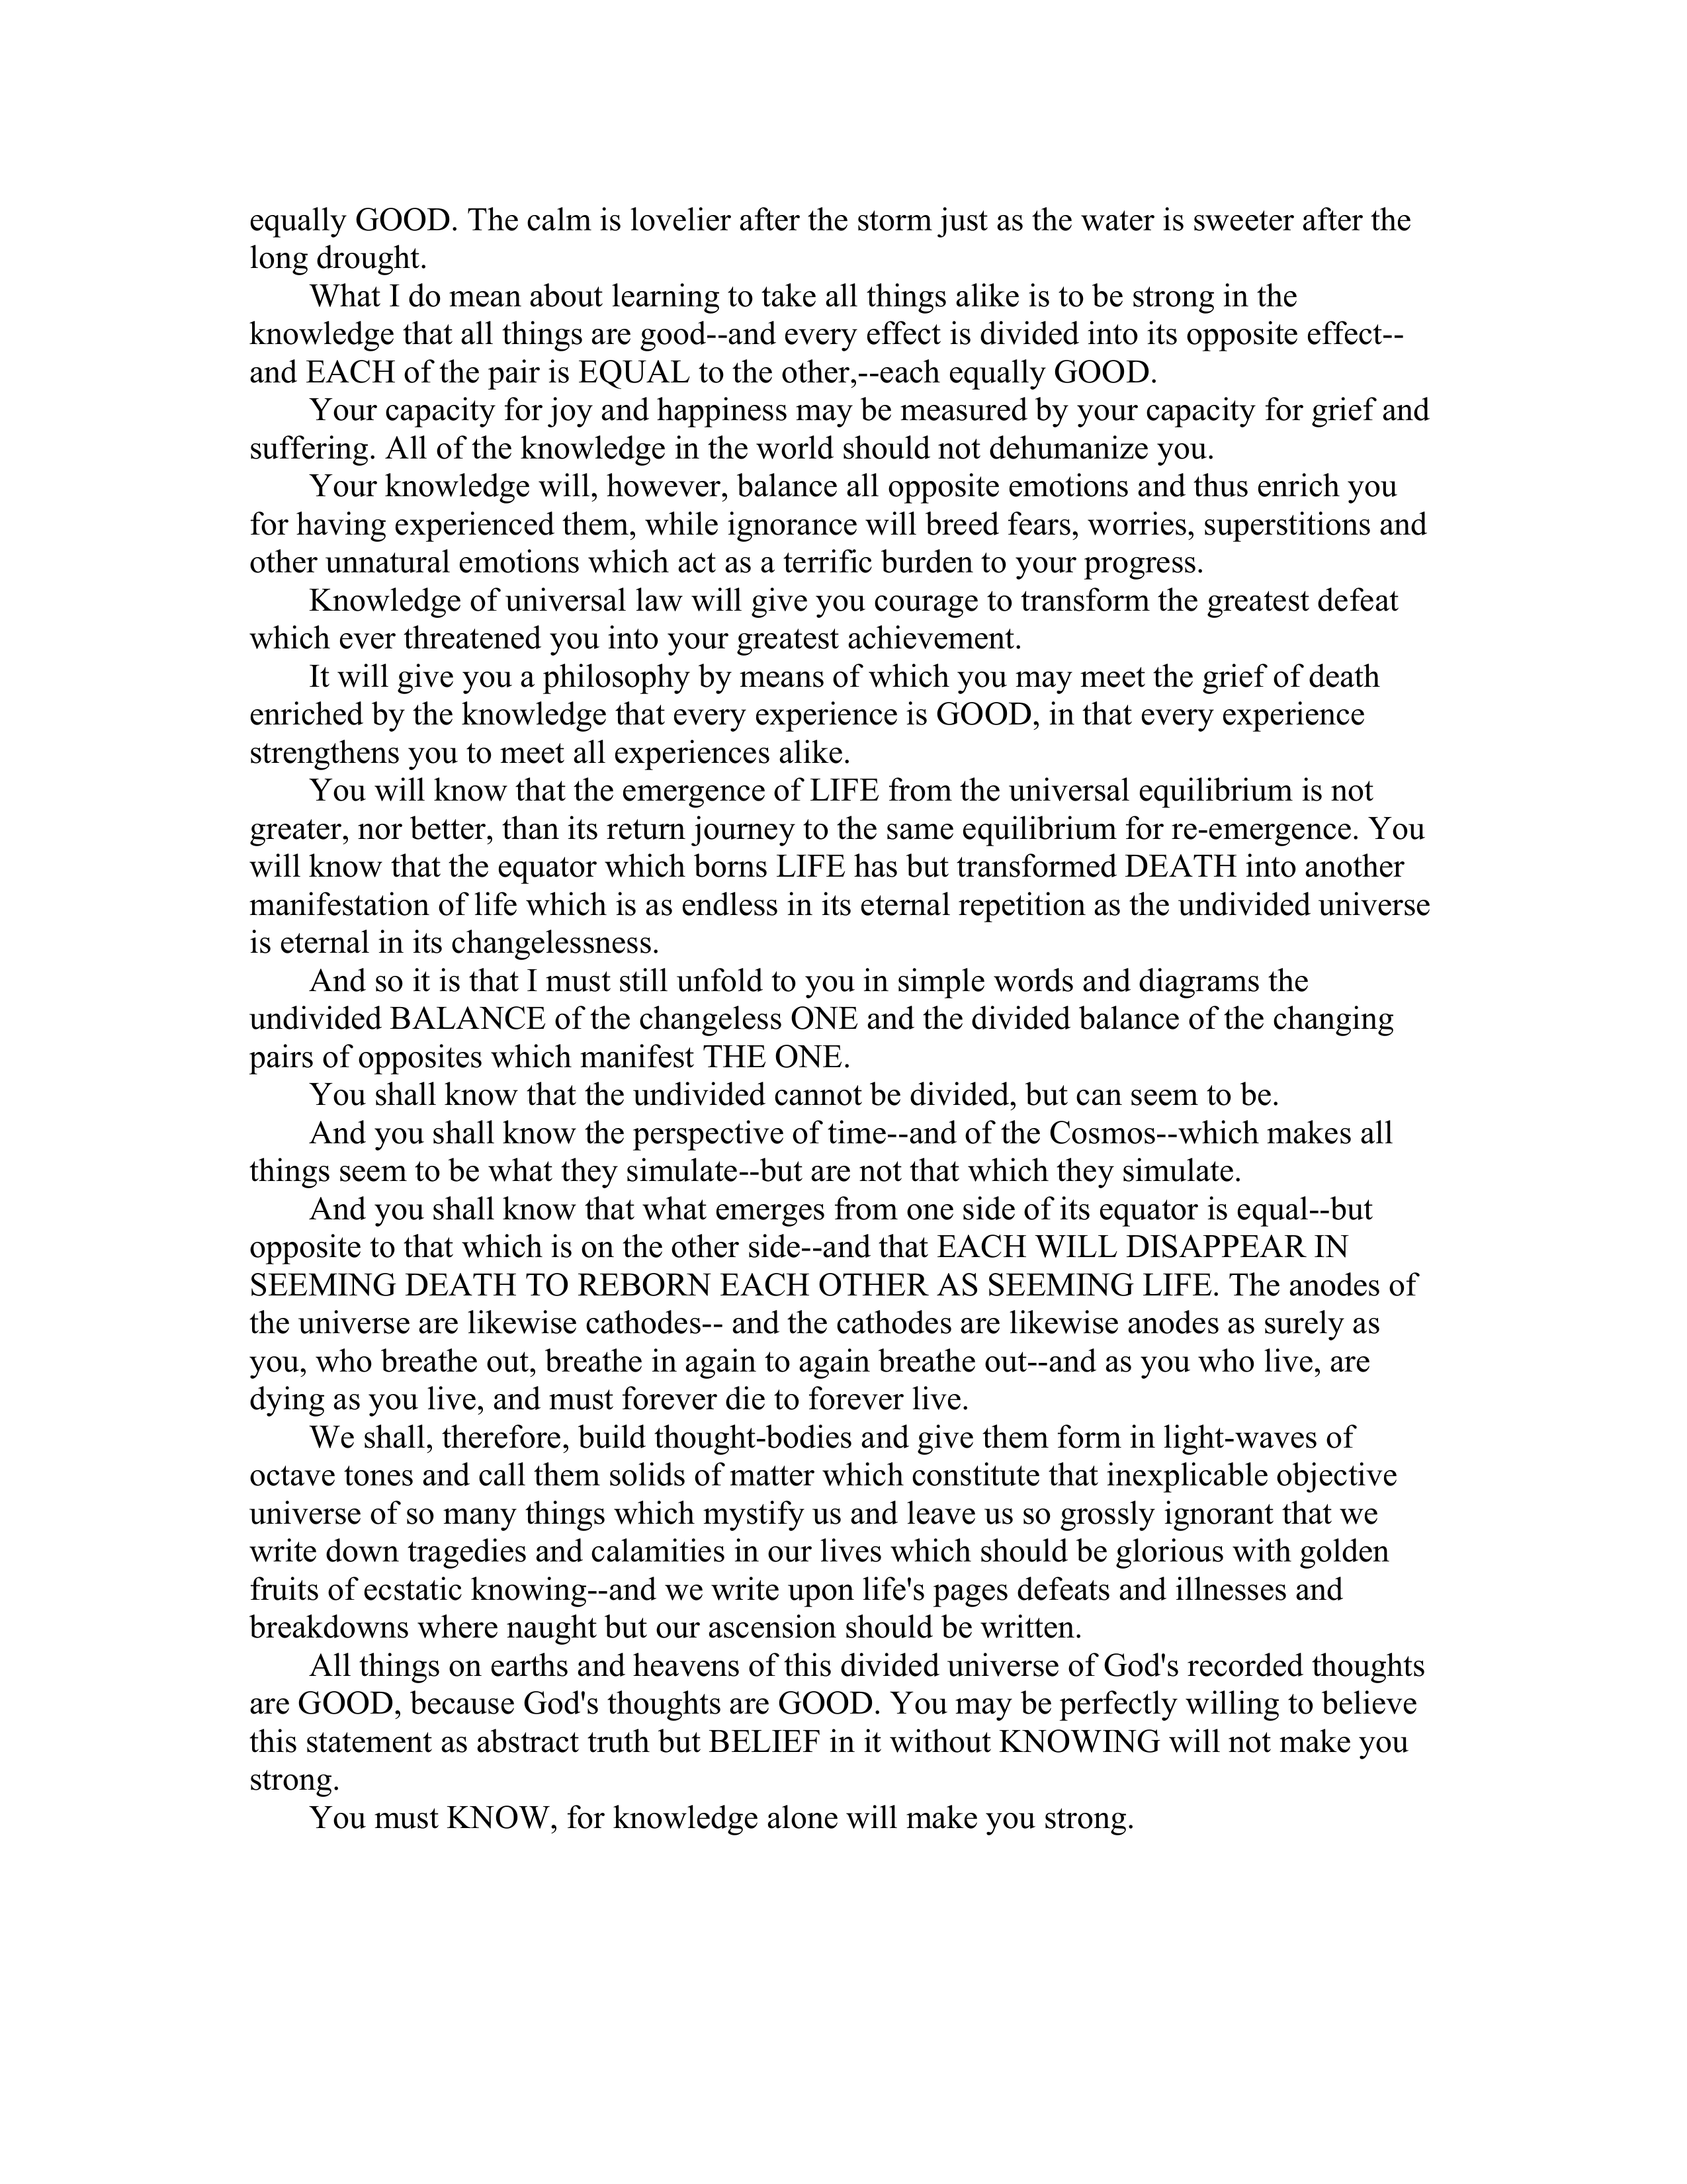 equally GOOD. The calm is lovelier after the storm just as the water is sweeter after the
long drought.
What I do mean about learning to take all things alike is to be strong in the
knowledge that all things are good--and every effect is divided into its opposite effect--
and EACH of the pair is EQUAL to the other,--each equally GOOD.
Your capacity for joy and happiness may be measured by your capacity for grief and
suffering. All of the knowledge in the world should not dehumanize you.
Your knowledge will, however, balance all opposite emotions and thus enrich you
for having experienced them, while ignorance will breed fears, worries, superstitions and
other unnatural emotions which act as a terrific burden to your progress.
Knowledge of universal law will give you courage to transform the greatest defeat
which ever threatened you into your greatest achievement.
It will give you a philosophy by means of which you may meet the grief of death
enriched by the knowledge that every experience is GOOD, in that every experience
strengthens you to meet all experiences alike.
You will know that the emergence of LIFE from the universal equilibrium is not
greater, nor better, than its return journey to the same equilibrium for re-emergence. You
will know that the equator which borns LIFE has but transformed DEATH into another
manifestation of life which is as endless in its eternal repetition as the undivided universe
is eternal in its changelessness.
And so it is that I must still unfold to you in simple words and diagrams the
undivided BALANCE of the changeless ONE and the divided balance of the changing
pairs of opposites which manifest THE ONE.
You shall know that the undivided cannot be divided, but can seem to be.
And you shall know the perspective of time--and of the Cosmos--which makes all
things seem to be what they simulate--but are not that which they simulate.
And you shall know that what emerges from one side of its equator is equal--but
opposite to that which is on the other side--and that EACH WILL DISAPPEAR IN
SEEMING DEATH TO REBORN EACH OTHER AS SEEMING LIFE. The anodes of
the universe are likewise cathodes-- and the cathodes are likewise anodes as surely as
you, who breathe out, breathe in again to again breathe out--and as you who live, are
dying as you live, and must forever die to forever live.
We shall, therefore, build thought-bodies and give them form in light-waves of
octave tones and call them solids of matter which constitute that inexplicable objective
universe of so many things which mystify us and leave us so grossly ignorant that we
write down tragedies and calamities in our lives which should be glorious with golden
fruits of ecstatic knowing--and we write upon life's pages defeats and illnesses and
breakdowns where naught but our ascension should be written.
All things on earths and heavens of this divided universe of God's recorded thoughts
are GOOD, because God's thoughts are GOOD. You may be perfectly willing to believe
this statement as abstract truth but BELIEF in it without KNOWING will not make you
strong.
You must KNOW, for knowledge alone will make you strong.